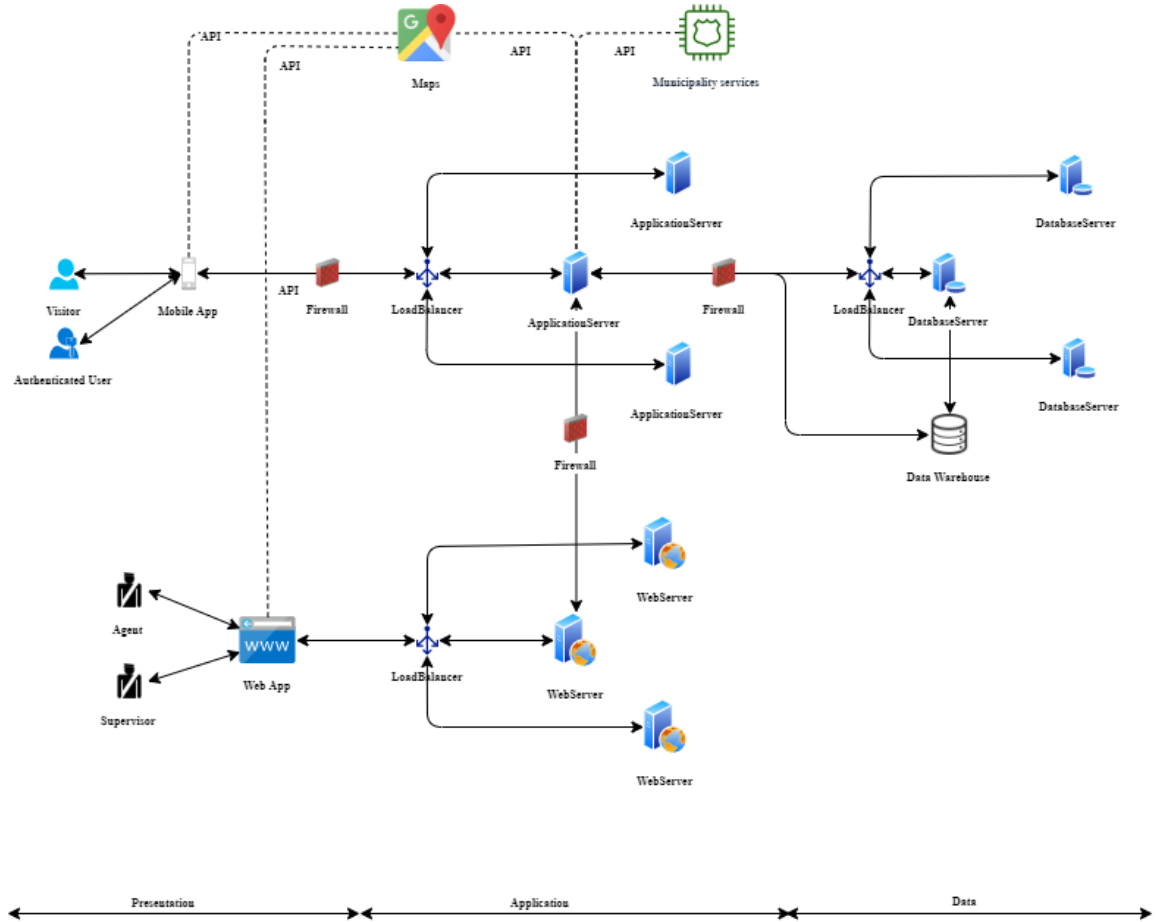 G
API
API
API
API
Maps
Municipality services
ApplicationServer
DatabaseServer
Visitor
Mobile App
API
Firewall
LoadBalancer
ApplicationServer
Firewall
LoadBalancer
DatabaseServer
Authenticated User
ApplicationServer
DatabaseServer
Firewall
Data Warehouse
WebServer
Agent
www
Web App
LoadBalancer
WebServer
Supervisor
WebServer
Presentation
Application
Data